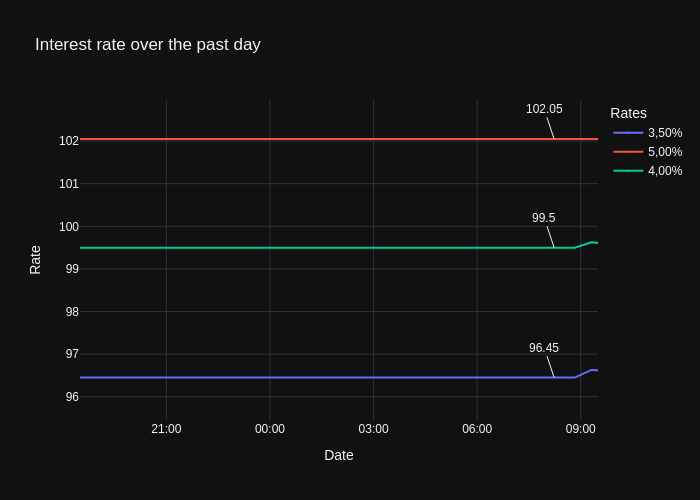 Interest rate over the past day
102.05
99.5
96.45
102
101
100
99
98
97
96
Rate
21:00 00:00 03:00 06:00 09:00
Date
Rates
3,50%
5,00%
4,00%